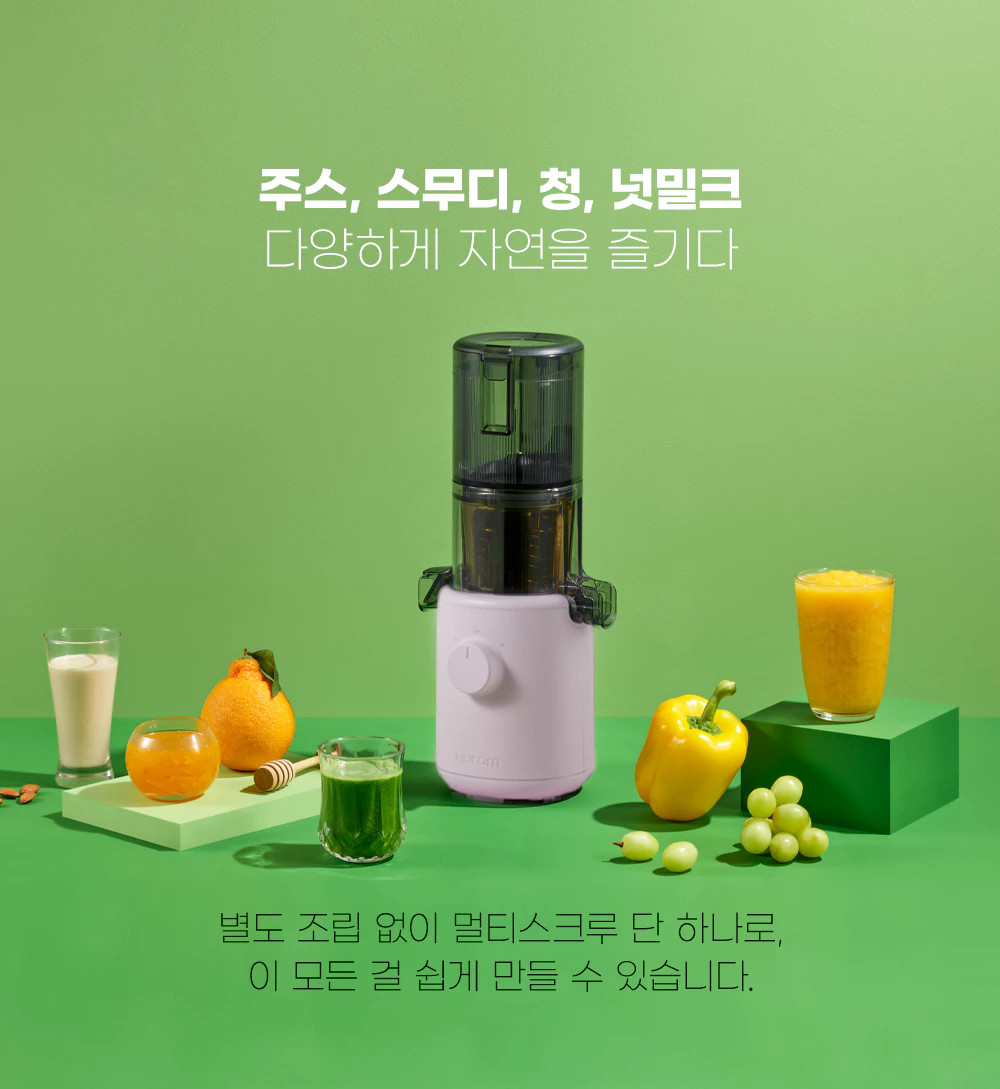 주스, 스무디, 청, 넛밀크
다양하게 자연을 즐기다
hurom
별도 조립 없이 멀티스크루 단 하나로,
이 모든 걸 쉽게 만들 수 있습니다.